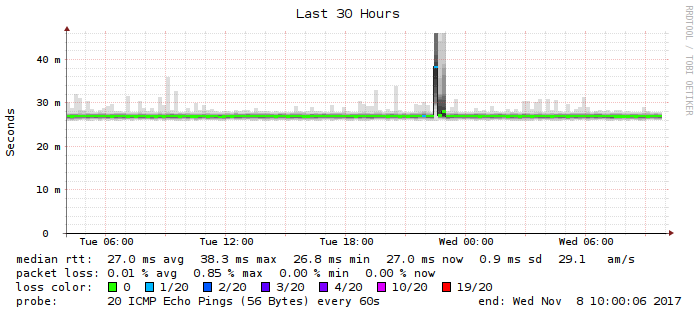 Last 30 Hours
RRDTOOL / TOBI OETIKER
Seconds
40 m
30 m
20 m
10 m
0
Tue 06:00 Tue 12:00 Tue 18:00 Wed 00:00 Wed 06:00
median rtt: 27.0 ms avg 38.3 ms max 26.8 ms min 27.0 ms now 0.9 ms sd 29.1 am/s
packet loss: 0.01 % avg 0.85 % max 0.00 % min 0.00 % now
loss color: 0 1/20 2/20 3/20 4/20 10/20 19/20
probe: 20 ICMP Echo Pings (56 Bytes) every 60s end: Wed Nov 8 10:00:06 2017